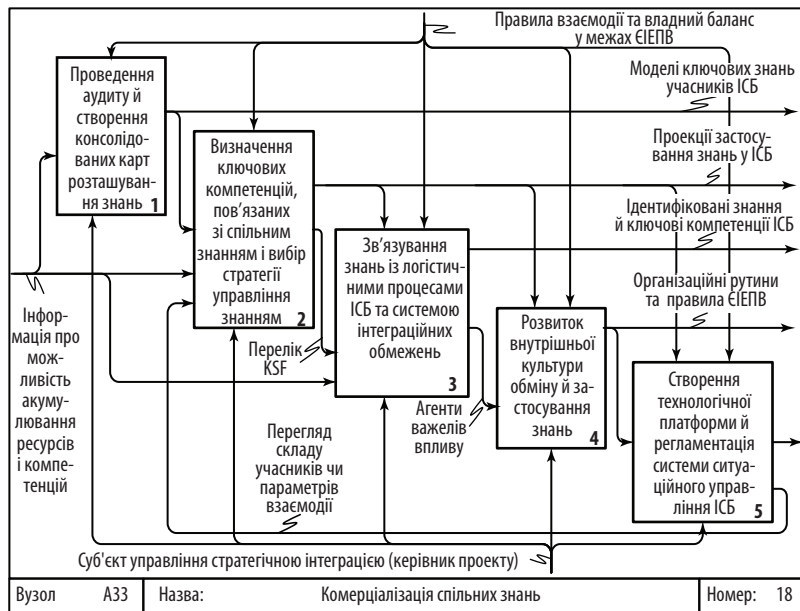 Правила взаємодії та владний баланс
у межах ЄІЕПВ
Моделі ключових знань
учасників ІСБ
Проекції застосу-
вання знань у ІСБ
Ідентифіковані знання
й ключові компетенції ІСБ
Організаційні рутини
та правила ЄІЕПВ
Проведення
аудиту й
створення
консолідо-
ваних карт
розташуван-
ня знань 1
Визначення
ключових
компетенцій,
пов'язаних
зі спільним
знанням і вибір
стратегії
управління
знанням 2
Зв'язування
знань із логістич-
ними процесами
ІСБ та системою
інтеграційних
обмежень
3
Розвиток
внутрішньої
культури
обміну й за-
стосування
знань 4
Створення
технологічної
платформи й
регламентація
системи ситуа-
ційного управ-
ління ІСБ 5
Інфор-
мація про
мож-
ливість
акуму-
лювання
ресурсів
і компе-
тенцій
Перелік
KSF
Агенти
важелів
впливу
Перегляд
складу
учасників чи
параметрів
взаємодії
Суб'єкт управління стратегічною інтеграцією (керівник проекту)
Вузол А33 Назва: Комерціалізація спільних знань Номер: 18